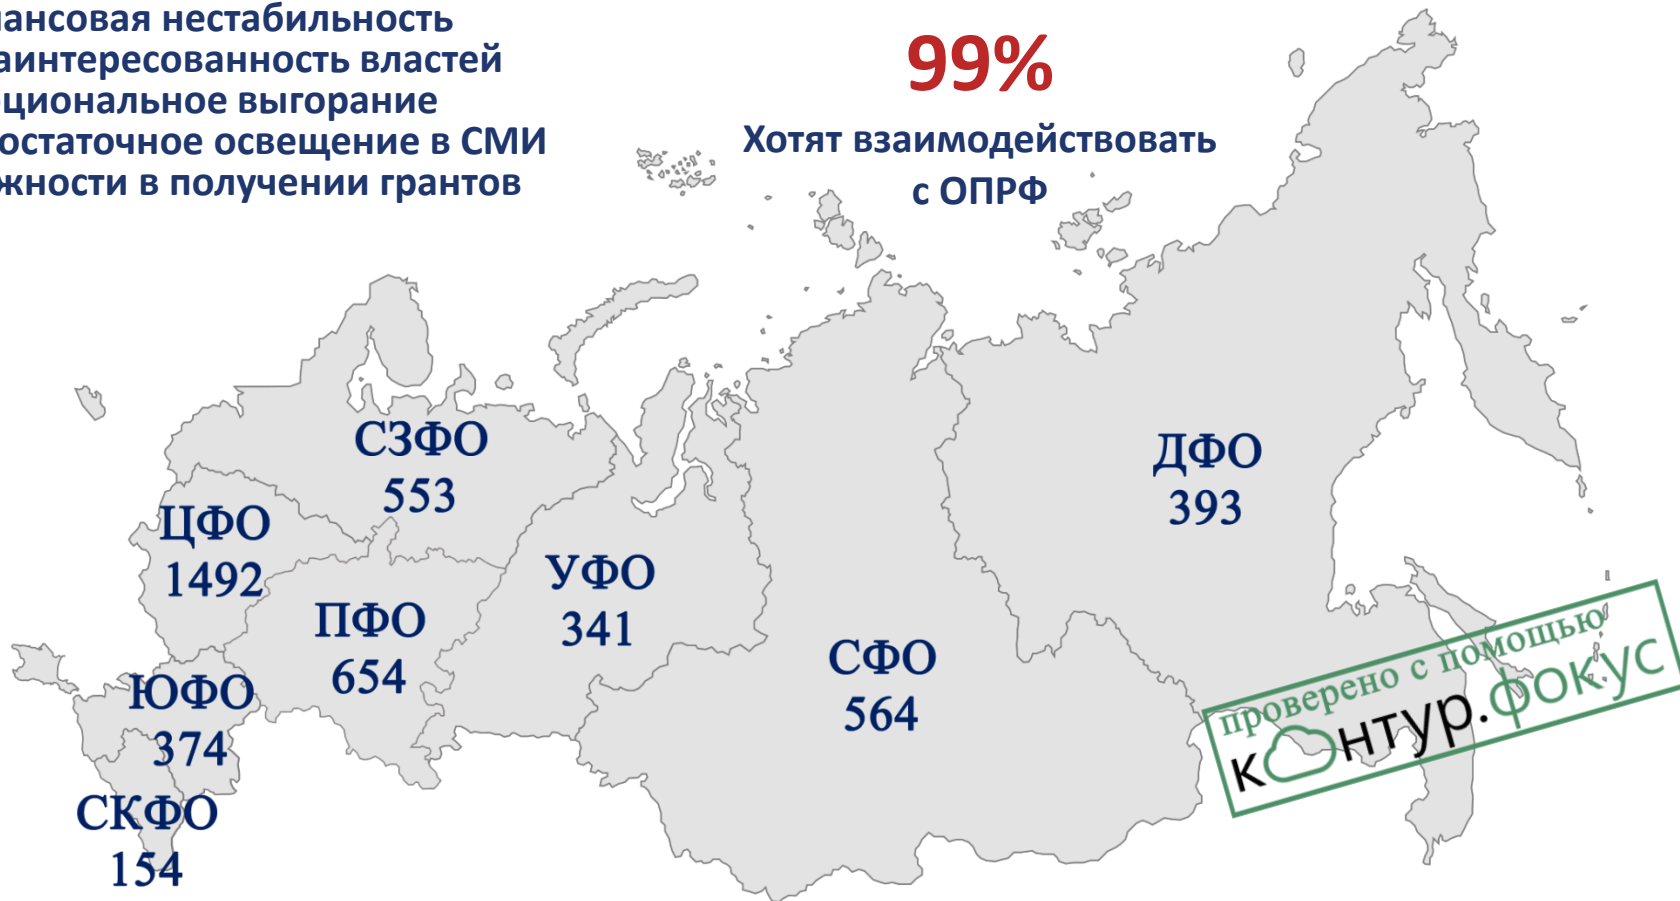 нансовая нестабильность
аинтересованность властей
циональное выгорание
остаточное освещение в СМИ
жности в получении грантов
99%
Хотят взаимодействовать
с ОПРФ
СЗФО
553
ДФО
393
ЦФО
1492
УФО
341
ПФО
654
СФО
564
ЮФО
374
СКФО
154
проверено с помощью
контур.фокус